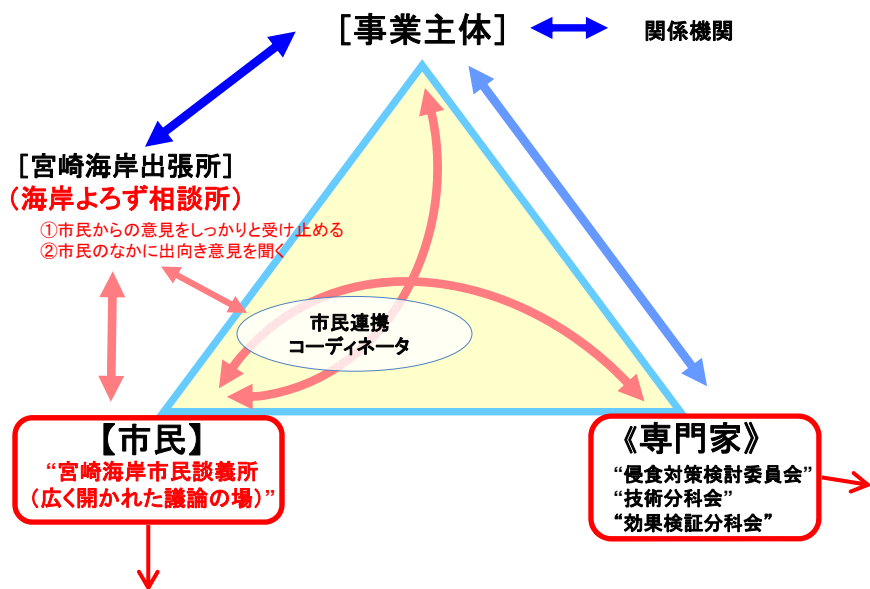 ［事業主体］
関係機関
［宮崎海岸出張所］
（海岸よろず相談所）
①市民からの意見をしっかりと受け止める
②市民のなかに出向き意見を聞く
市民連携
コーディネータ
【市民】
“宮崎海岸市民談義所
（広く開かれた議論の場）”
《専門家》
“侵食対策検討委員会”
“技術分科会”
“効果検証分科会”